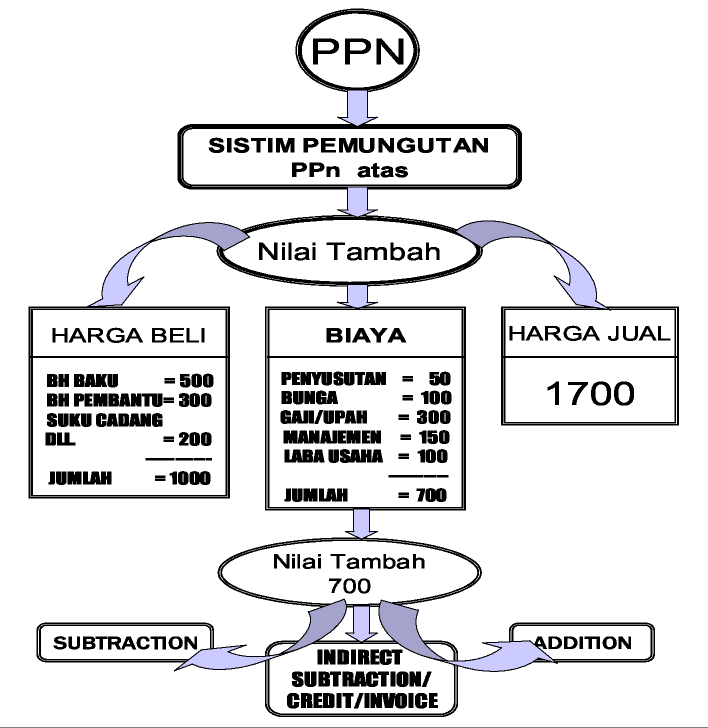 PPN
SISTIM PEMUNGUTAN
PPn atas
Nilai Tambah
HARGA BELI
BH BAKU = 500
BH PEMBANTU= 300
SUKU CADANG
DLL = 200
JUMLAH = 1000
BIAYA
PENYUSUTAN = 50
BUNGA = 100
GAJI/UPAH = 300
MANAJEMEN = 150
LABA USAHA = 100
JUMLAH = 700
HARGA JUAL
1700
Nilai Tambah
700
SUBTRACTION
INDIRECT
SUBTRACTION/
CREDIT/INVOICE
ADDITION